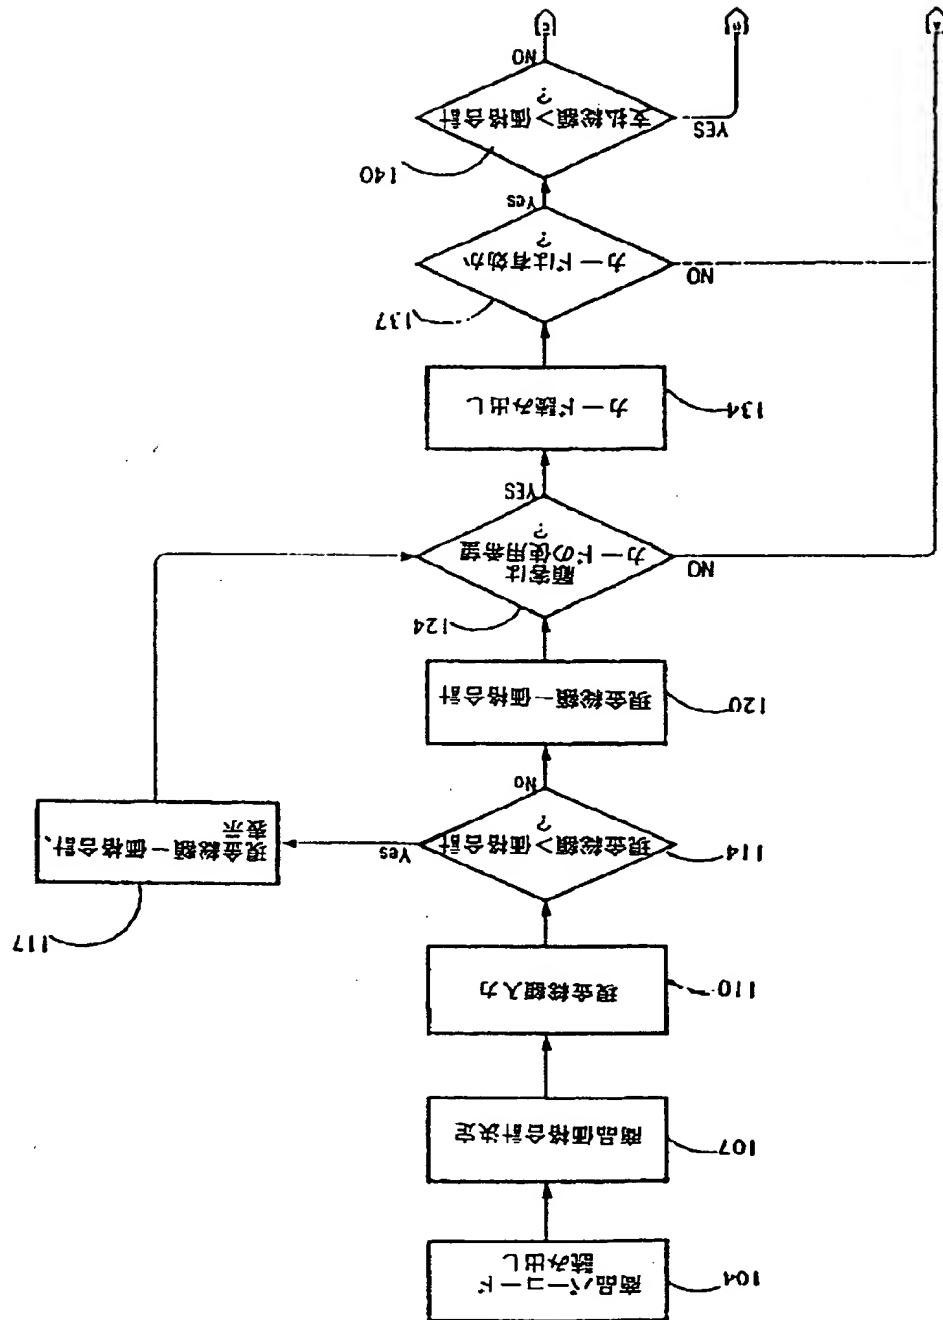 104
商品バーコード
読み出し
107
商品価格合計決定
110
現金総額入力
117
114
現金総額>価格合計
?
Yes
現金総額-価格合計、
表示
No
120
現金総額-価格合計
124
顧客は
カードの使用希望
?
NO
YES
134
カード読み出し
137
カードは有効か
?
NO
Yes
140
支払総額>価格合計
?
YES
NO
A
B
C